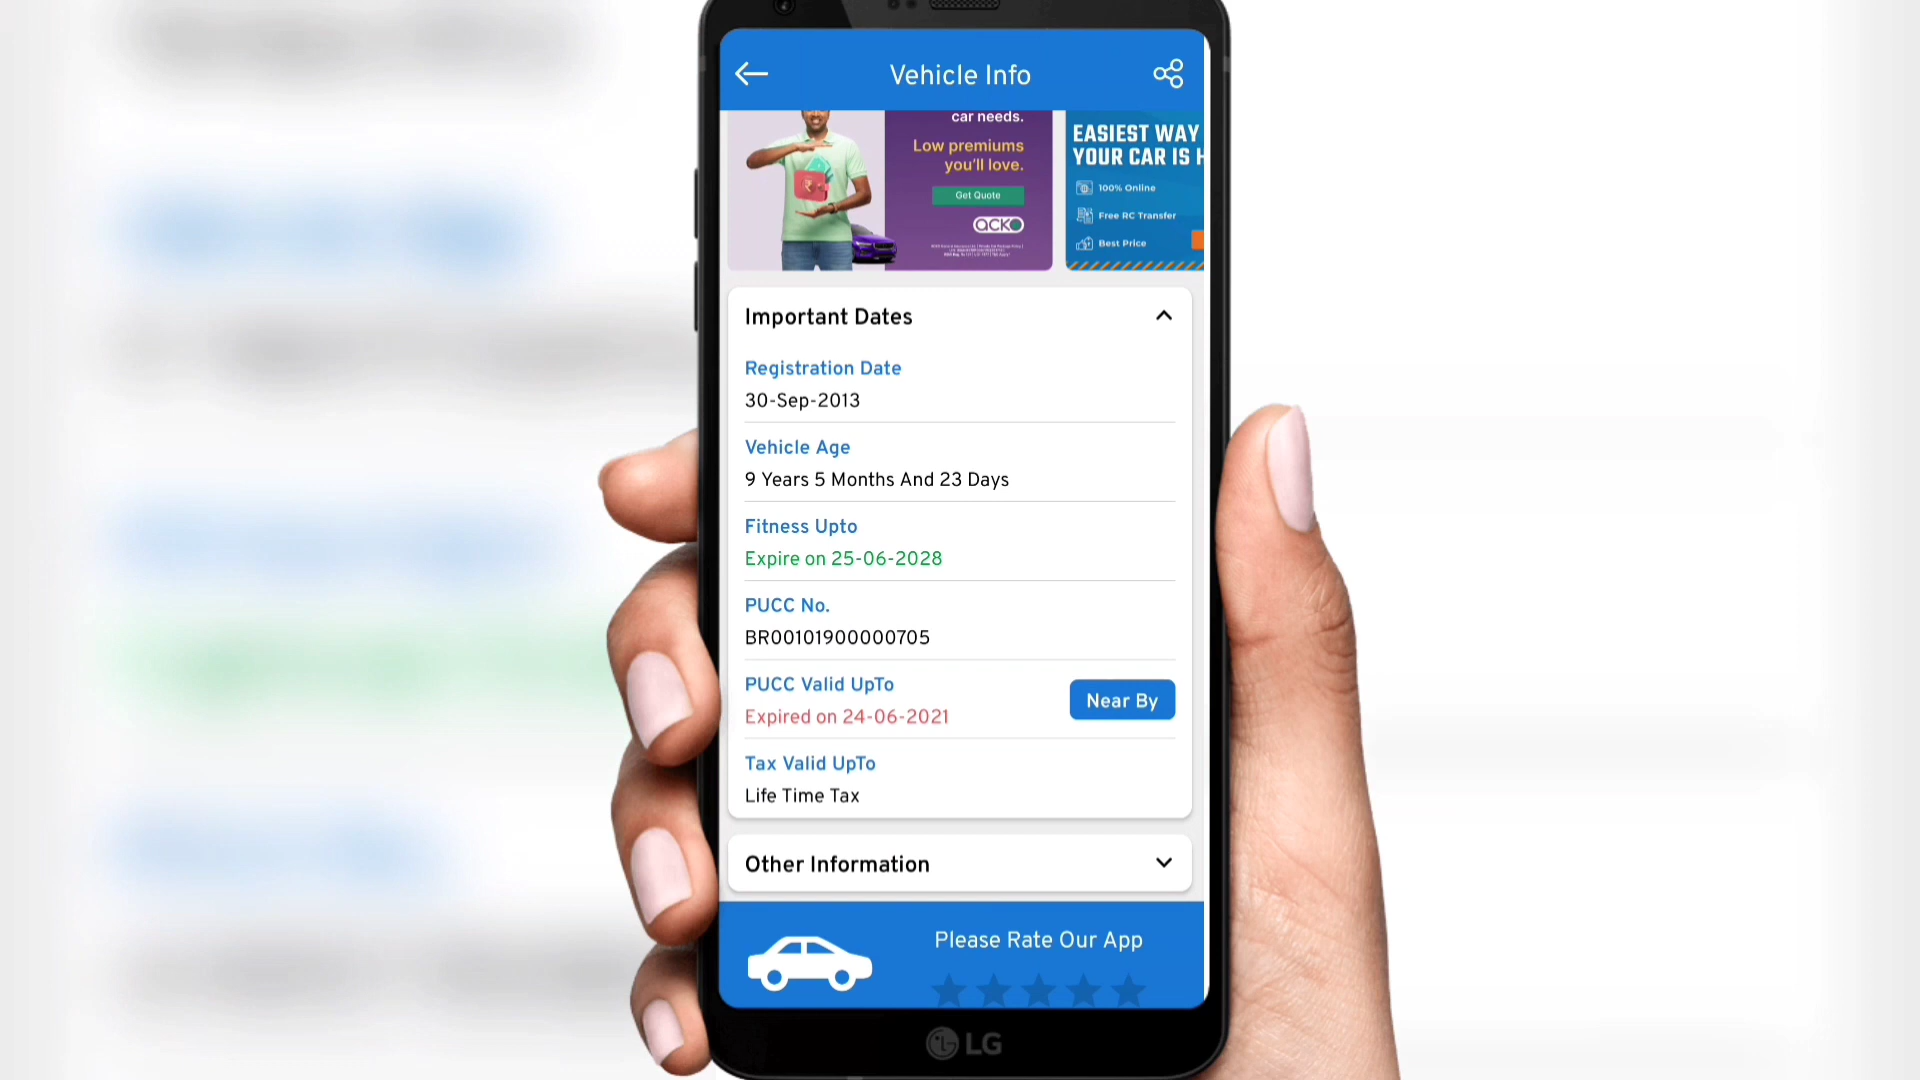 Vehicle Info
car needs.
Low premiums
you'll love.
Get Quote
acko
EASIEST WAY
YOUR CAR IS H
100% Online
Free RC Transfer
Best Price
Important Dates
Registration Date
30-Sep-2013
Vehicle Age
9 Years 5 Months And 23 Days
Fitness Upto
Expire on 25-06-2028
PUCC No.
BR00101900000705
PUCC Valid UpTo
Expired on 24-06-2021
Near By
Tax Valid UpTo
Life Time Tax
Other Information
Please Rate Our App
LG